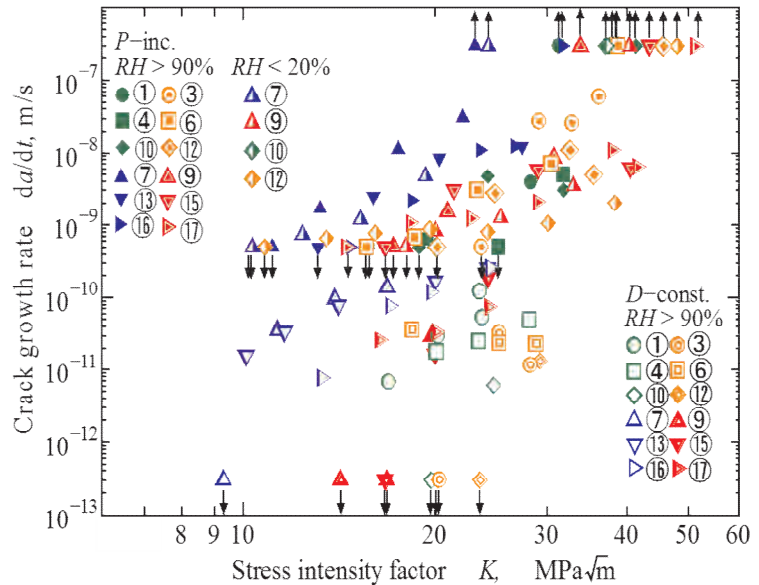 P−inc.
RH > 90% RH < 20%
① ③ ⑦
④ ⑥ ⑨
⑩ ⑫ ⑩
⑦ ⑨ ⑫
⑬ ⑮
⑯ ⑰
D−const.
RH > 90%
① ③
④ ⑥
⑩ ⑫
⑦ ⑨
⑬ ⑮
⑯ ⑰
Crack growth rate da/dt, m/s
10⁻⁶
10⁻⁷
10⁻⁸
10⁻⁹
10⁻¹⁰
10⁻¹¹
10⁻¹²
10⁻¹³
8 9 10 20 30 40 50 60
Stress intensity factor K, MPa√m